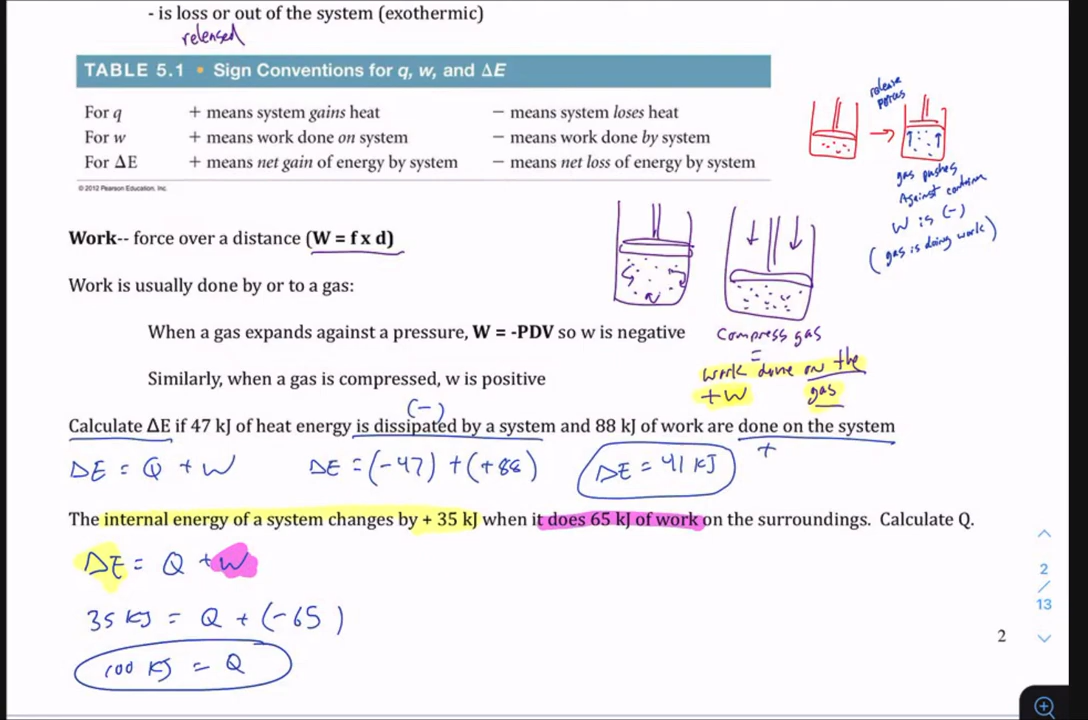 - is loss or out of the system (exothermic)
released
TABLE 5.1 ▪ Sign Conventions for q, w, and ΔE
For q + means system gains heat − means system loses heat
For w + means work done on system − means work done by system
For ΔE + means net gain of energy by system − means net loss of energy by system
© 2012 Pearson Education, Inc.
release
gas pushes
Against
W is (-)
(gas is doing work)
Work-- force over a distance (W = f x d)
Work is usually done by or to a gas:
When a gas expands against a pressure, W = -PDV so w is negative
Similarly, when a gas is compressed, w is positive
Compress gas
=
work done on the
+W gas
(-)
Calculate ΔE if 47 kJ of heat energy is dissipated by a system and 88 kJ of work are done on the system
+
ΔE = Q + W ΔE = (-47) + (+88) ΔE = 41 KJ
The internal energy of a system changes by + 35 kJ when it does 65 kJ of work on the surroundings. Calculate Q.
ΔE = Q + W
35 KJ = Q + (-65)
100 KJ = Q
2
/
13
2